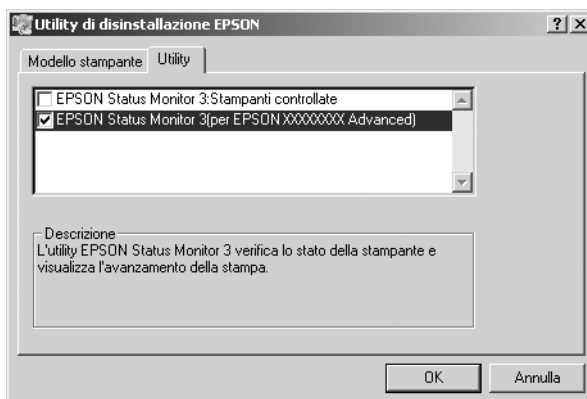 Utility di disinstallazione EPSON
Modello stampante
Utility
EPSON Status Monitor 3:Stampanti controllate
EPSON Status Monitor 3(per EPSON XXXXXXXX Advanced)
Descrizione
L'utility EPSON Status Monitor 3 verifica lo stato della stampante e
visualizza l'avanzamento della stampa.
OK
Annulla